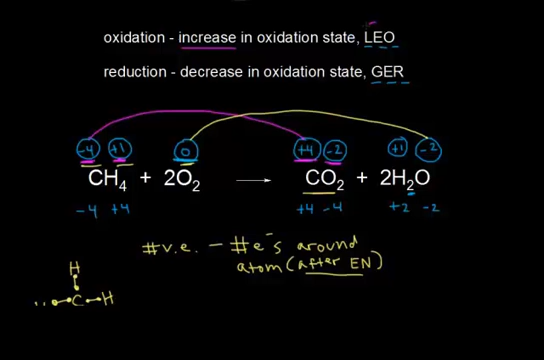 oxidation - increase in oxidation state, LEO
reduction - decrease in oxidation state, GER
-4 +1 0 +4 -2 +1 -2
CH₄ + 2O₂ → CO₂ + 2H₂O
-4 +4 +4 -4 +2 -2
#v.e. - #e⁻s around
atom (after EN)
H
C H